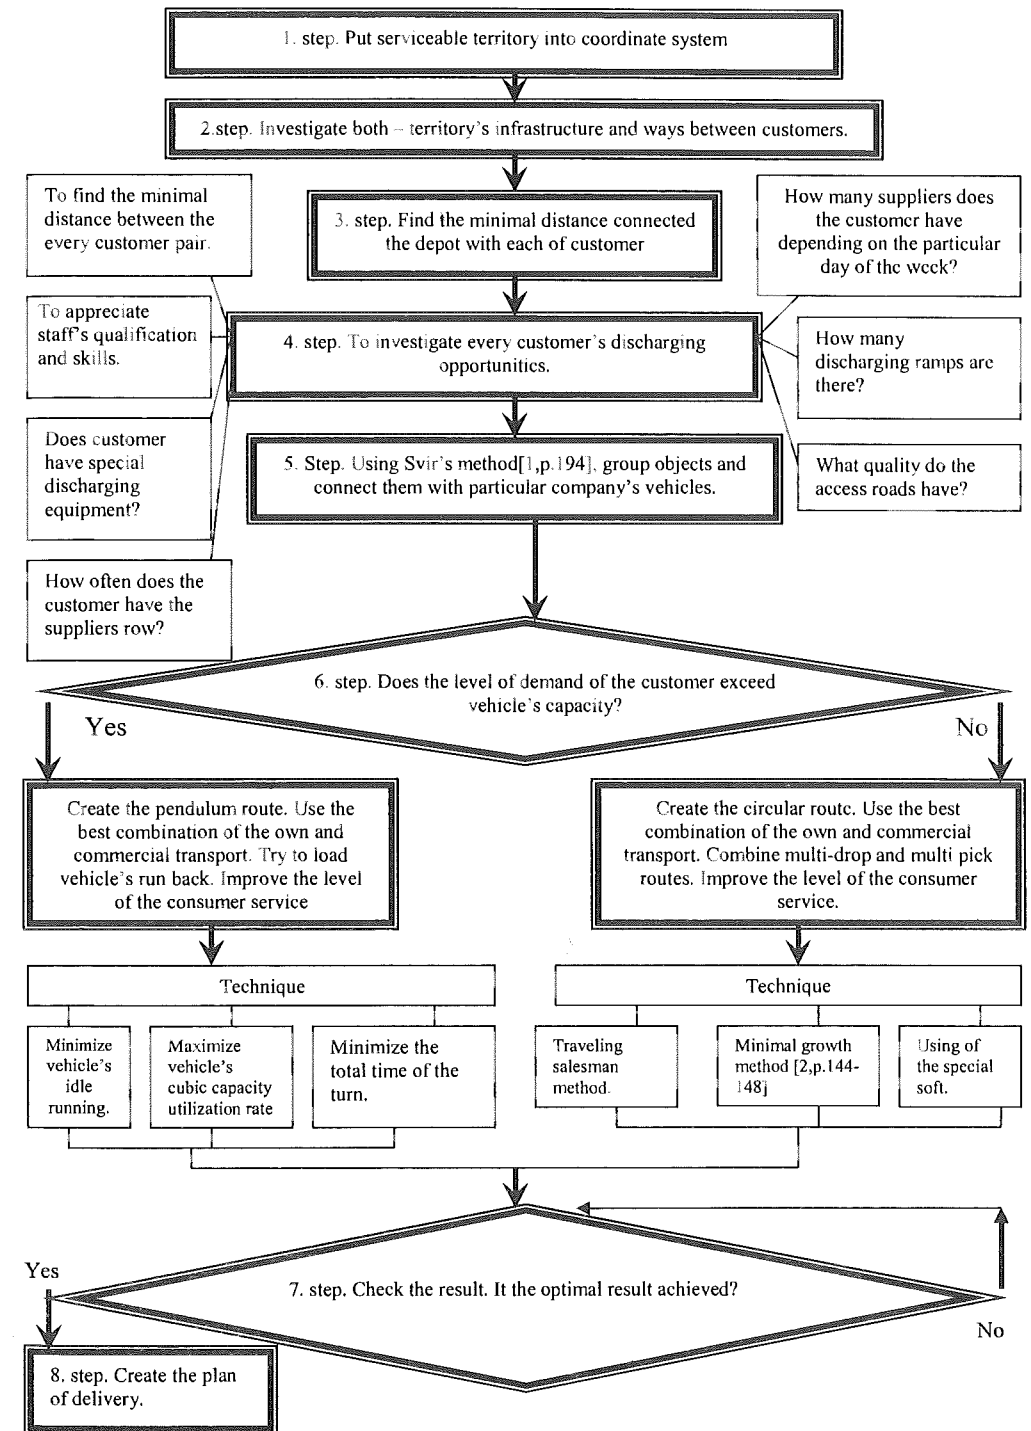 1. step. Put serviceable territory into coordinate system
2.step. Investigate both – territory's infrastructure and ways between customers.
To find the minimal
distance between the
every customer pair.
3. step. Find the minimal distance connected
the depot with each of customer
How many suppliers does
the customer have
depending on the particular
day of the week?
To appreciate
staff's qualification
and skills.
4. step. To investigate every customer's discharging
opportunities.
How many
discharging ramps are
there?
Does customer
have special
discharging
equipment?
5. Step. Using Svir's method[1,p.194], group objects and
connect them with particular company's vehicles.
What quality do the
access roads have?
How often does the
customer have the
suppliers row?
6. step. Does the level of demand of the customer exceed
vehicle's capacity?
Yes
No
Create the pendulum route. Use the
best combination of the own and
commercial transport. Try to load
vehicle's run back. Improve the level
of the consumer service
Create the circular route. Use the best
combination of the own and commercial
transport. Combine multi-drop and multi pick
routes. Improve the level of the consumer
service.
Technique
Technique
Minimize
vehicle's
idle
running.
Maximize
vehicle's
cubic capacity
utilization rate
Minimize the
total time of the
turn.
Traveling
salesman
method.
Minimal growth
method [2,p.144-
148]
Using of
the special
soft.
7. step. Check the result. It the optimal result achieved?
Yes
No
8. step. Create the plan
of delivery.